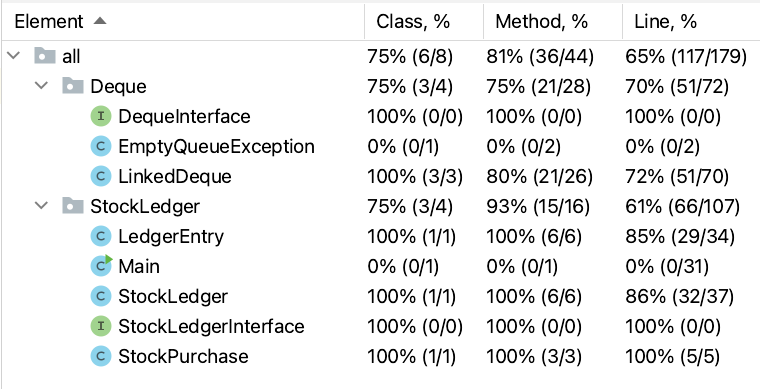 Element Class, % Method, % Line, %
all 75% (6/8) 81% (36/44) 65% (117/179)
Deque 75% (3/4) 75% (21/28) 70% (51/72)
I DequeInterface 100% (0/0) 100% (0/0) 100% (0/0)
C EmptyQueueException 0% (0/1) 0% (0/2) 0% (0/2)
C LinkedDeque 100% (3/3) 80% (21/26) 72% (51/70)
StockLedger 75% (3/4) 93% (15/16) 61% (66/107)
C LedgerEntry 100% (1/1) 100% (6/6) 85% (29/34)
C Main 0% (0/1) 0% (0/1) 0% (0/31)
C StockLedger 100% (1/1) 100% (6/6) 86% (32/37)
I StockLedgerInterface 100% (0/0) 100% (0/0) 100% (0/0)
C StockPurchase 100% (1/1) 100% (3/3) 100% (5/5)